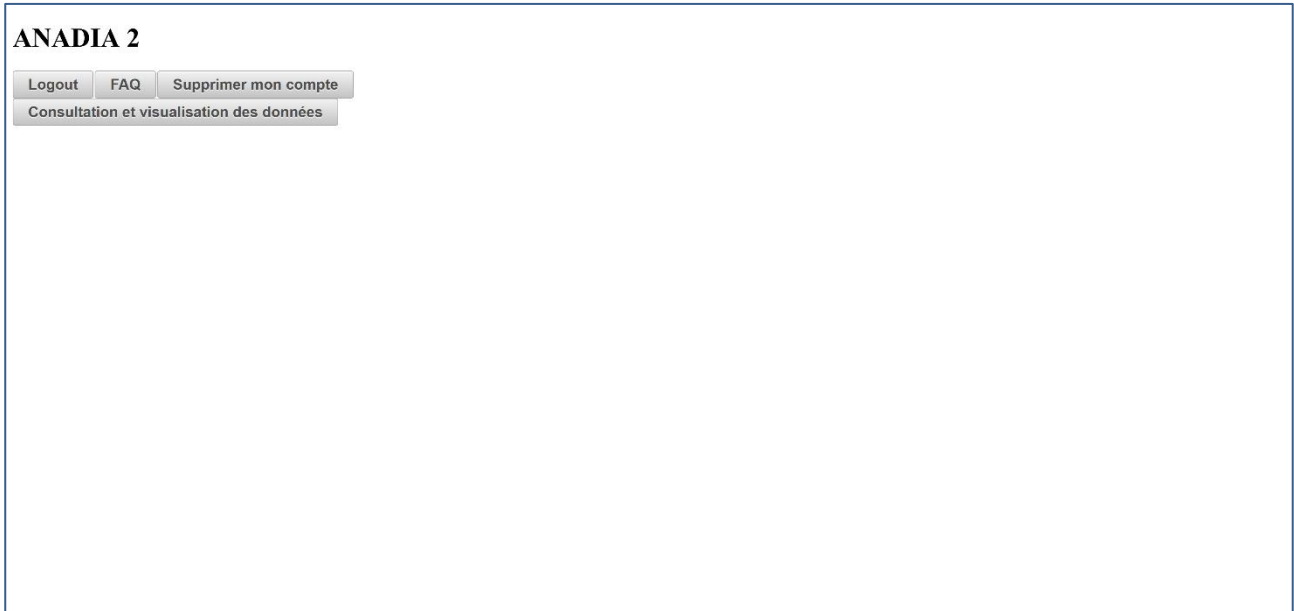 ANADIA 2
Logout FAQ Supprimer mon compte
Consultation et visualisation des données